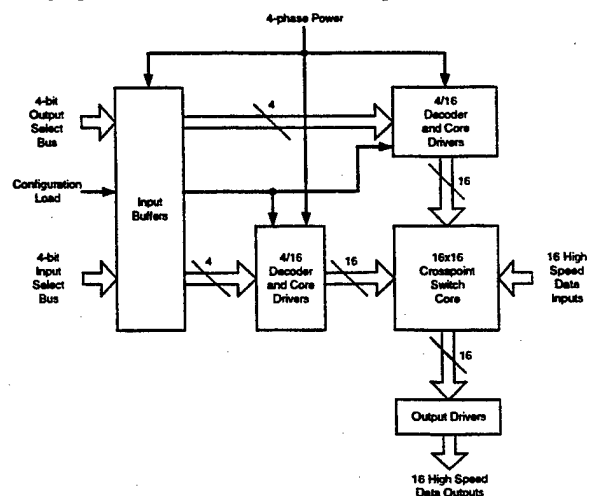 4-phase Power
4-bit
Output
Select
Bus
4
4/16
Decoder
and Core
Drivers
Configuration
Load
Input
Buffers
16
4-bit
Input
Select
Bus
4
4/16
Decoder
and Core
Drivers
16
16x16
Crosspoint
Switch
Core
16 High
Speed
Data
Inputs
16
Output Drivers
16 High Speed
Data Outputs